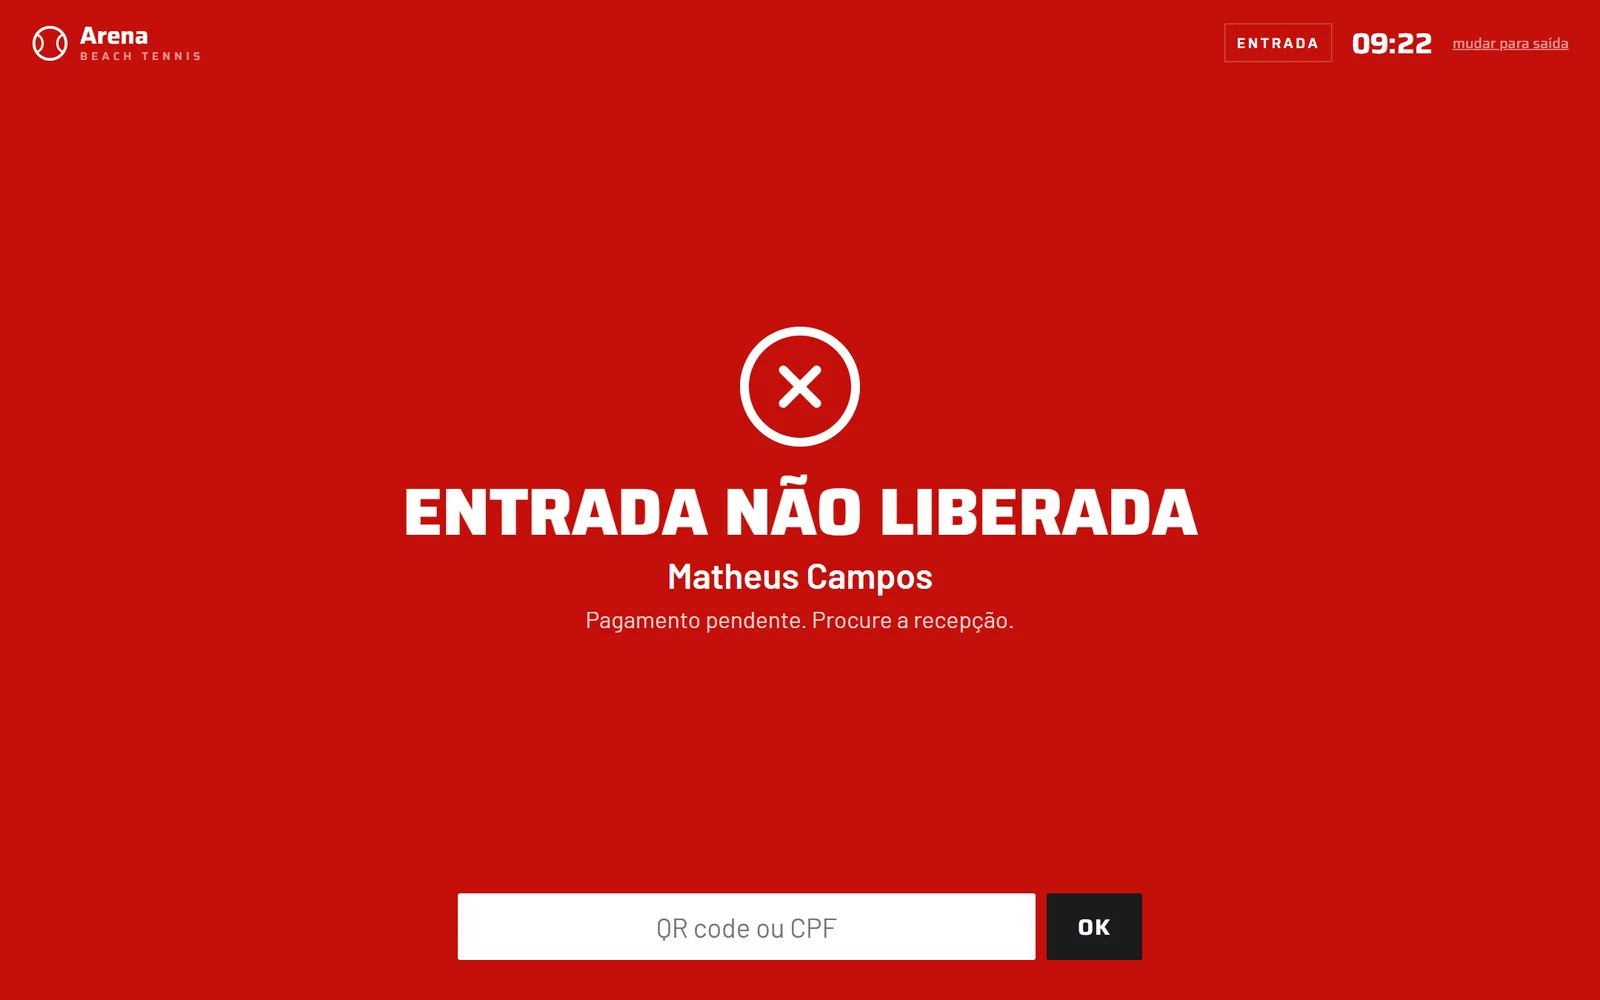 Arena
BEACH TENNIS
ENTRADA
09:22
mudar para saída
ENTRADA NÃO LIBERADA
Matheus Campos
Pagamento pendente. Procure a recepção.
QR code ou CPF
OK